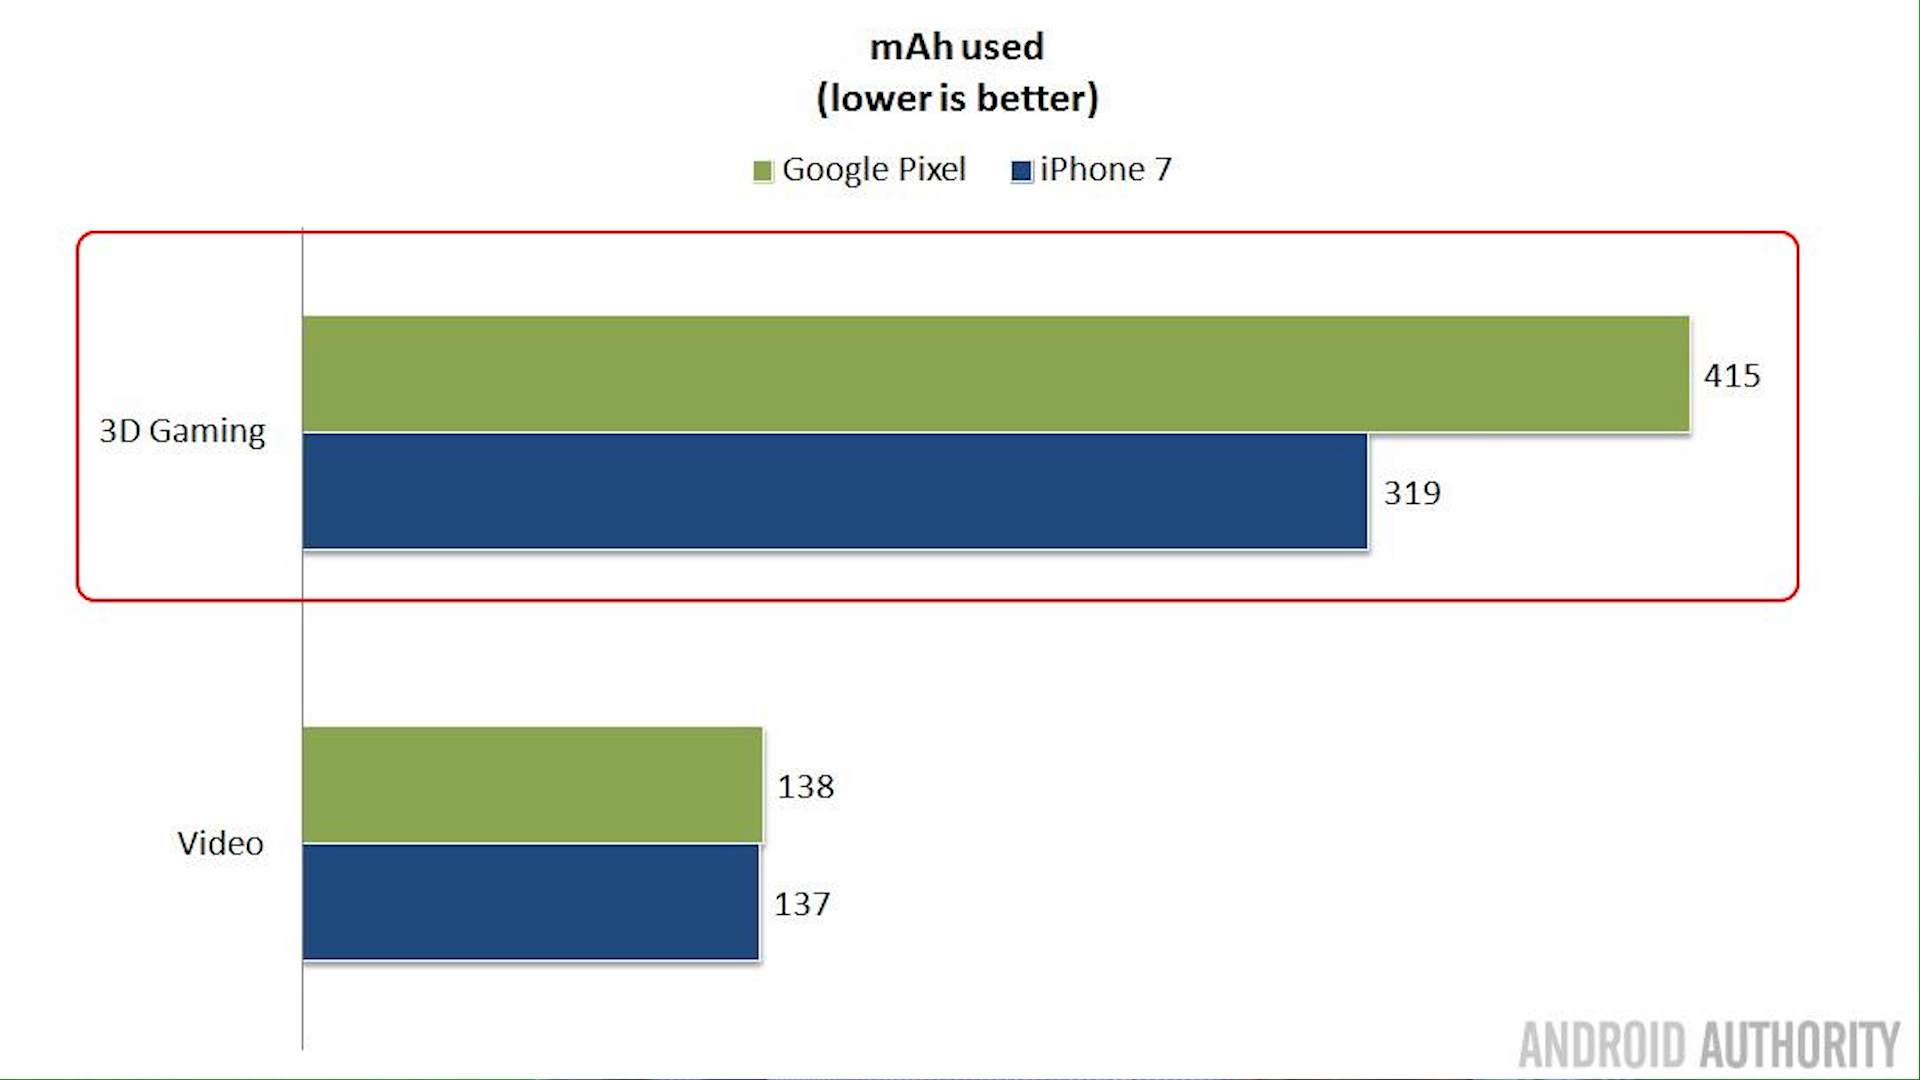 mAh used
(lower is better)
Google Pixel iPhone 7
3D Gaming
415
319
Video
138
137
ANDROID AUTHORITY